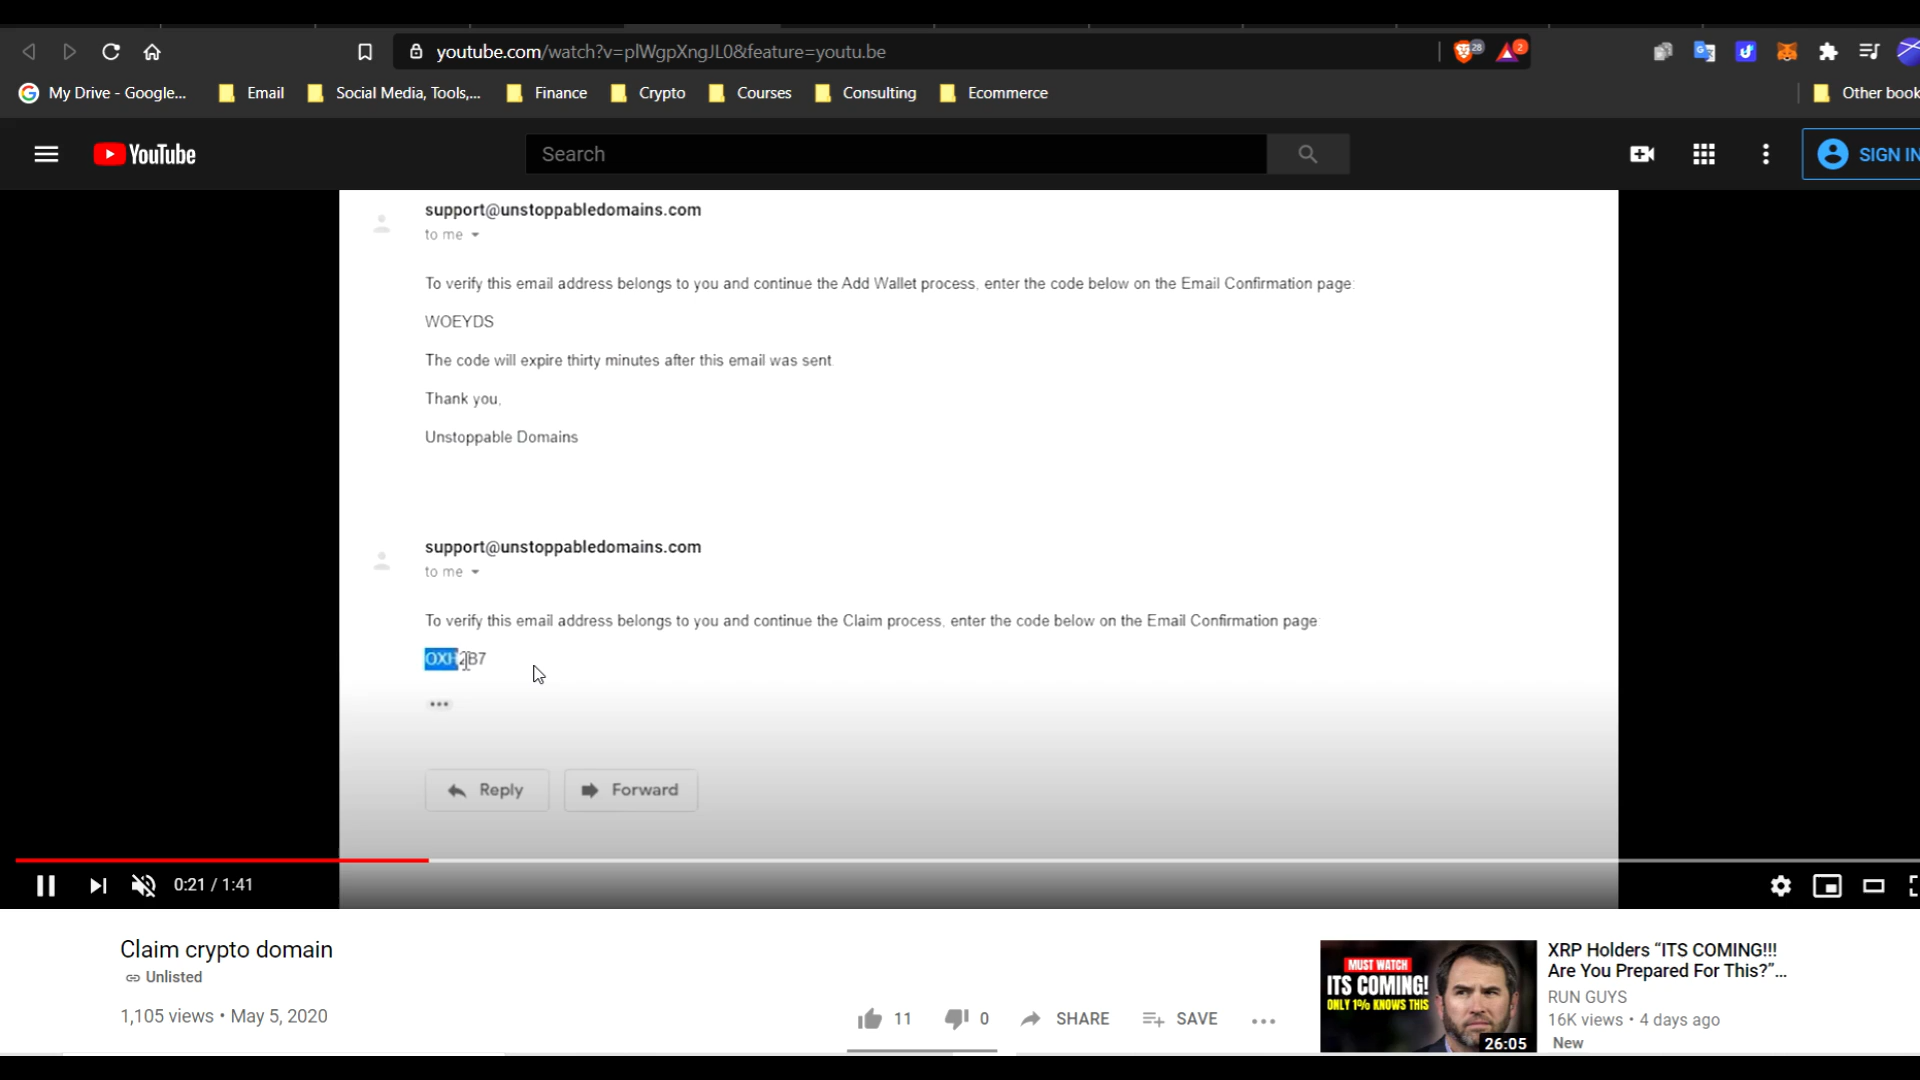 youtube.com/watch?v=plWgpXngJL0&feature=youtu.be
28
2
My Drive - Google...
Email
Social Media, Tools,...
Finance
Crypto
Courses
Consulting
Ecommerce
Other book
YouTube
Search
SIGN IN
support@unstoppabledomains.com
to me
To verify this email address belongs to you and continue the Add Wallet process, enter the code below on the Email Confirmation page:
WOEYDS
The code will expire thirty minutes after this email was sent.
Thank you,
Unstoppable Domains
support@unstoppabledomains.com
to me
To verify this email address belongs to you and continue the Claim process, enter the code below on the Email Confirmation page
OXH2B7
Reply
Forward
0:21 / 1:41
Claim crypto domain
Unlisted
1,105 views • May 5, 2020
11
0
SHARE
SAVE
MUST WATCH
ITS COMING!
ONLY 1% KNOWS THIS
26:05
XRP Holders “ITS COMING!!!
Are You Prepared For This?”...
RUN GUYS
16K views • 4 days ago
New